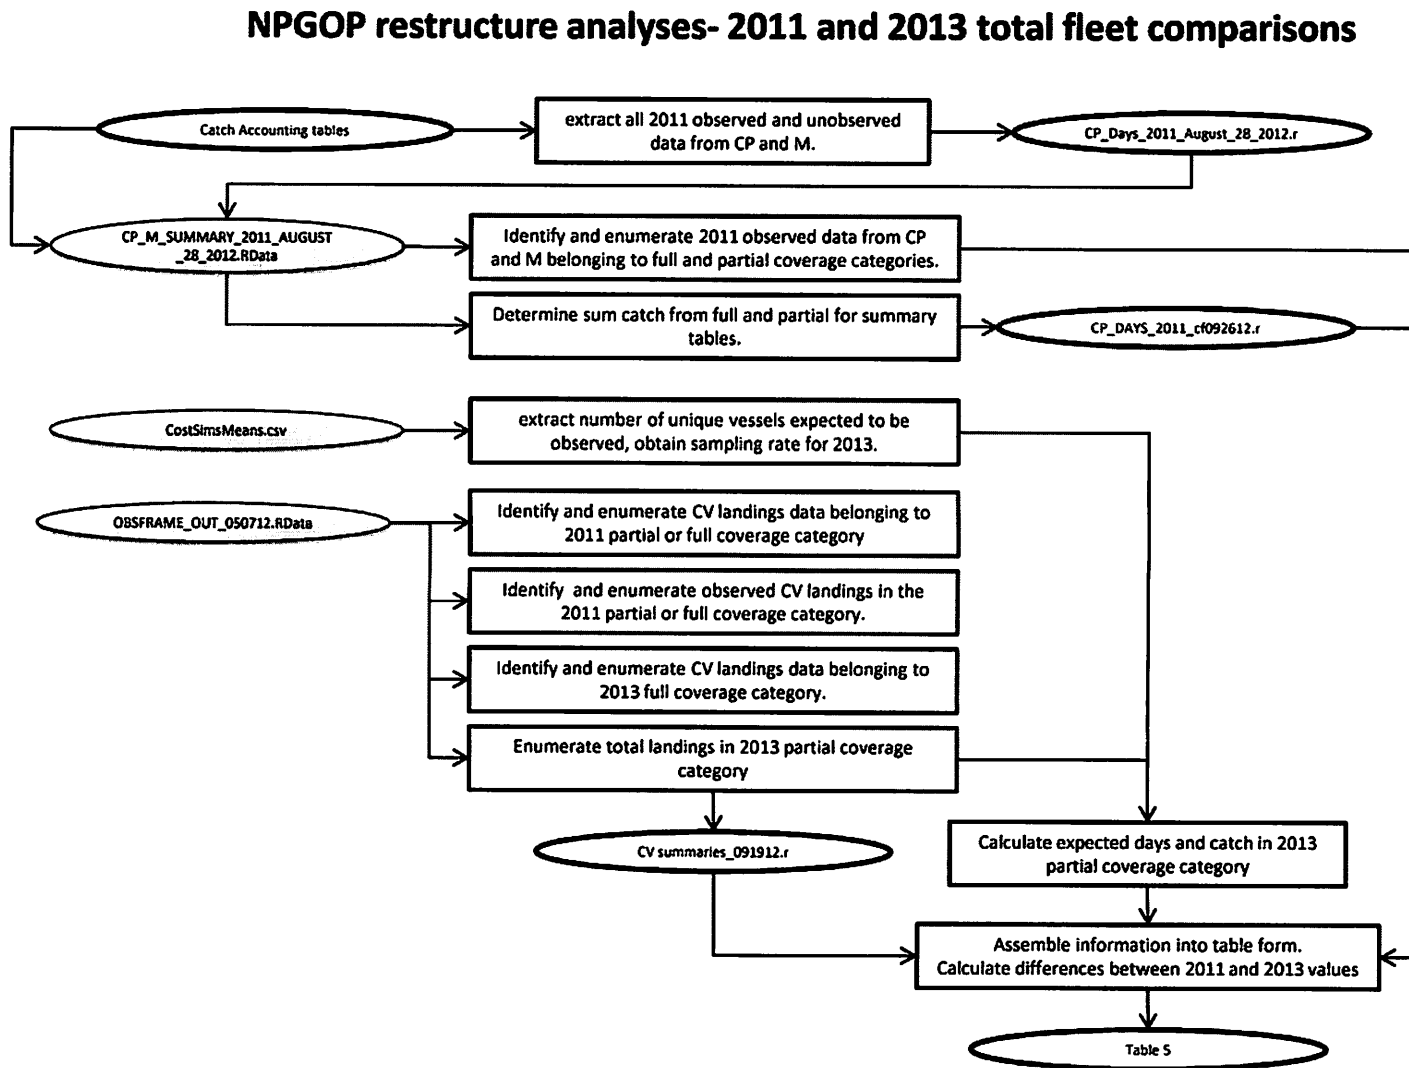 NPGOP restructure analyses- 2011 and 2013 total fleet comparisons
Catch Accounting tables
extract all 2011 observed and unobserved
data from CP and M.
CP_Days_2011_August_28_2012.r
CP_M_SUMMARY_2011_AUGUST
_28_2012.RData
Identify and enumerate 2011 observed data from CP
and M belonging to full and partial coverage categories.
Determine sum catch from full and partial for summary
tables.
CP_DAYS_2011_cf092612.r
CostSimsMeans.csv
extract number of unique vessels expected to be
observed, obtain sampling rate for 2013.
OBSFRAME_OUT_050712.RData
Identify and enumerate CV landings data belonging to
2011 partial or full coverage category
Identify and enumerate observed CV landings in the
2011 partial or full coverage category.
Identify and enumerate CV landings data belonging to
2013 full coverage category.
Enumerate total landings in 2013 partial coverage
category
CV summaries_091912.r
Calculate expected days and catch in 2013
partial coverage category
Assemble information into table form.
Calculate differences between 2011 and 2013 values
Table 5